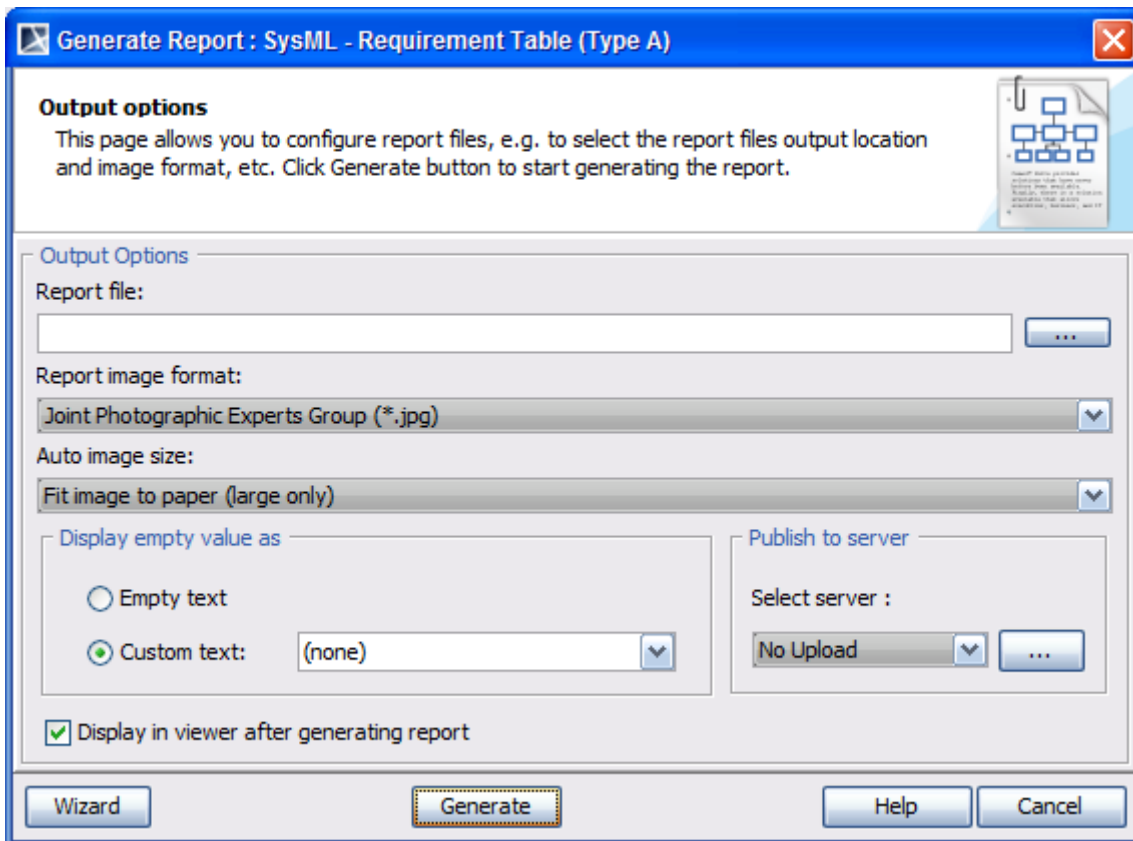 Generate Report : SysML - Requirement Table (Type A)
Output options
This page allows you to configure report files, e.g. to select the report files output location
and image format, etc. Click Generate button to start generating the report.
Output Options
Report file:
...
Report image format:
Joint Photographic Experts Group (*.jpg)
Auto image size:
Fit image to paper (large only)
Display empty value as
Empty text
Custom text: (none)
Publish to server
Select server :
No Upload ...
Display in viewer after generating report
Wizard Generate Help Cancel